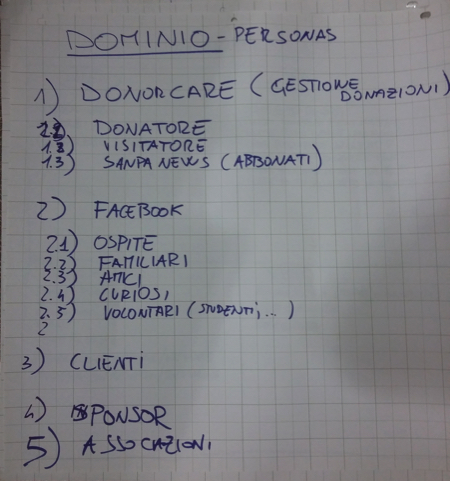 DOMINIO - PERSONAS
1) DONORCARE (GESTIONE DONAZIONI)
1.1) DONATORE
1.2) VISITATORE
1.3) SANPA NEWS (ABBONATI)
2) FACEBOOK
2.1) OSPITE
2.2) FAMILIARI
2.3) AMICI
2.4) CURIOSI
2.5) VOLONTARI (STUDENTI, ...)
2
3) CLIENTI
4) SPONSOR
5) ASSOCAZIONI